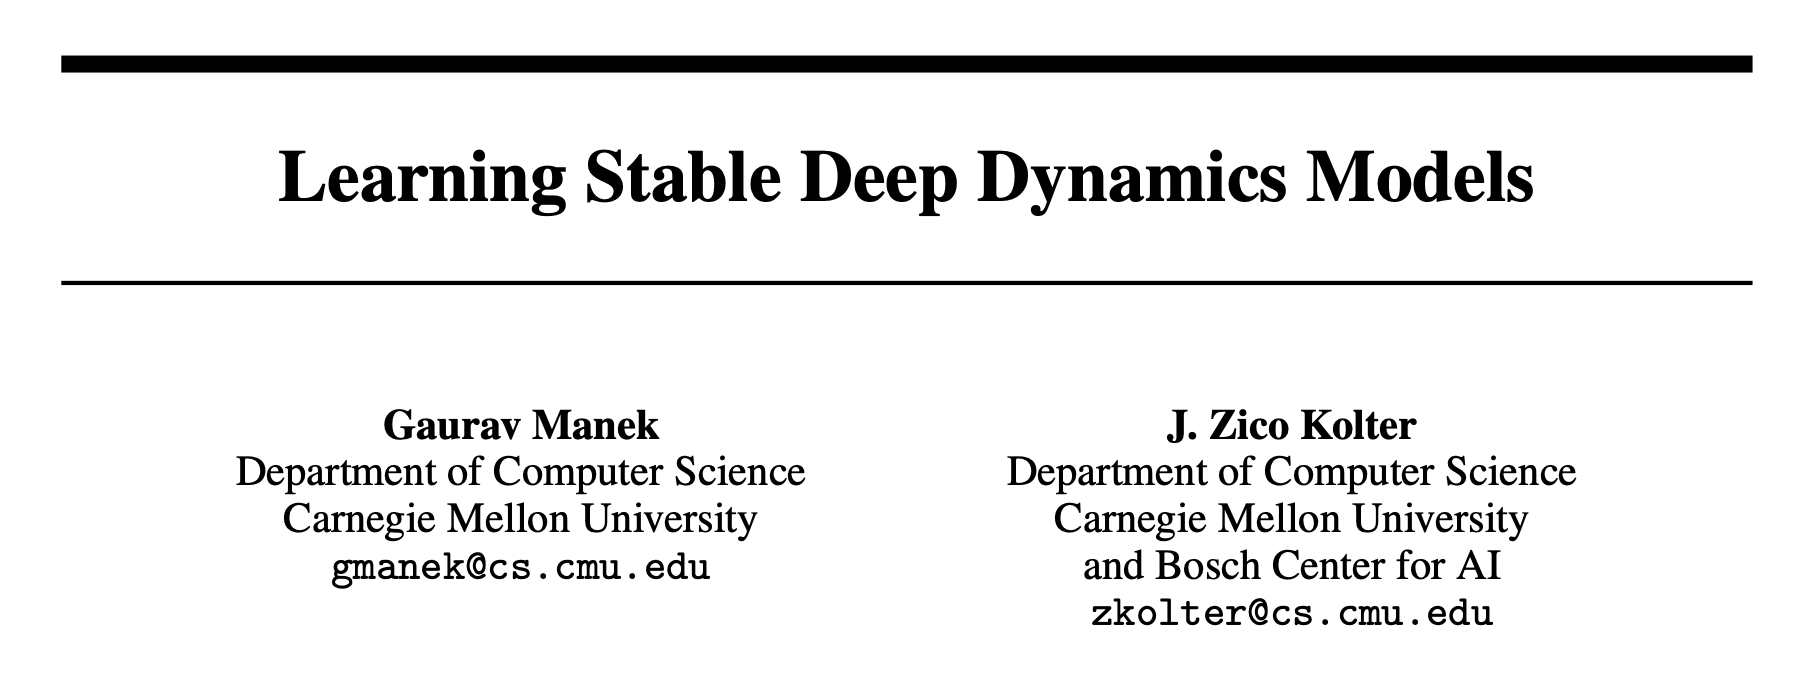 Learning Stable Deep Dynamics Models
Gaurav Manek
Department of Computer Science
Carnegie Mellon University
gmanek@cs.cmu.edu
J. Zico Kolter
Department of Computer Science
Carnegie Mellon University
and Bosch Center for AI
zkolter@cs.cmu.edu